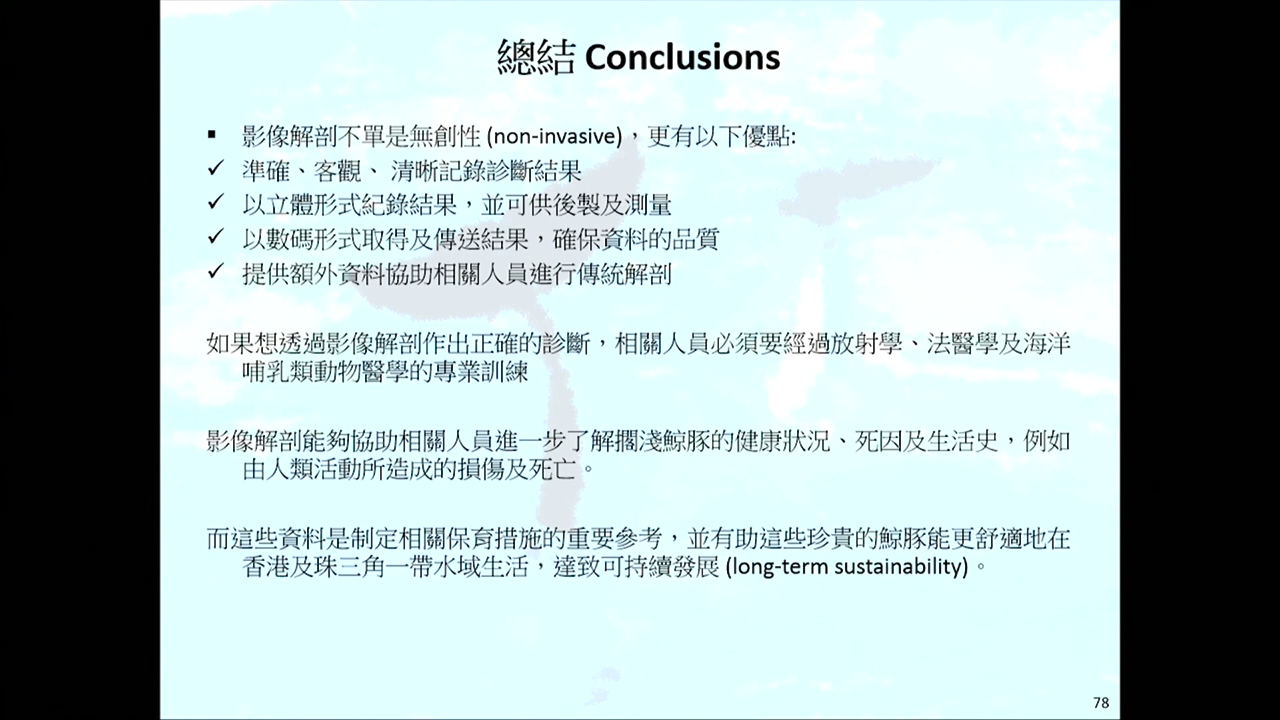 總結 Conclusions
▪ 影像解剖不單是無創性 (non-invasive)，更有以下優點:
✓ 準確、客觀、 清晰記錄診斷結果
✓ 以立體形式紀錄結果，並可供後製及測量
✓ 以數碼形式取得及傳送結果，確保資料的品質
✓ 提供額外資料協助相關人員進行傳統解剖
如果想透過影像解剖作出正確的診斷，相關人員必須要經過放射學、法醫學及海洋
哺乳類動物醫學的專業訓練
影像解剖能夠協助相關人員進一步了解擱淺鯨豚的健康狀況、死因及生活史，例如
由人類活動所造成的損傷及死亡。
而這些資料是制定相關保育措施的重要參考，並有助這些珍貴的鯨豚能更舒適地在
香港及珠三角一帶水域生活，達致可持續發展 (long-term sustainability)。
78